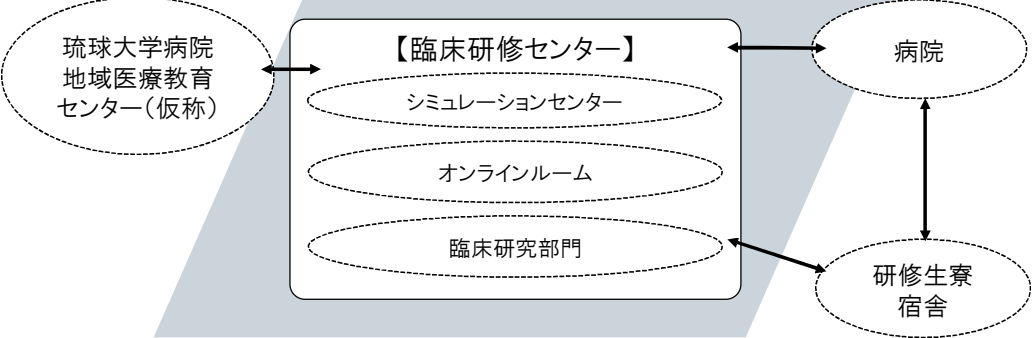 琉球大学病院
地域医療教育
センター（仮称）
【臨床研修センター】
シミュレーションセンター
オンラインルーム
臨床研究部門
病院
研修生寮
宿舎